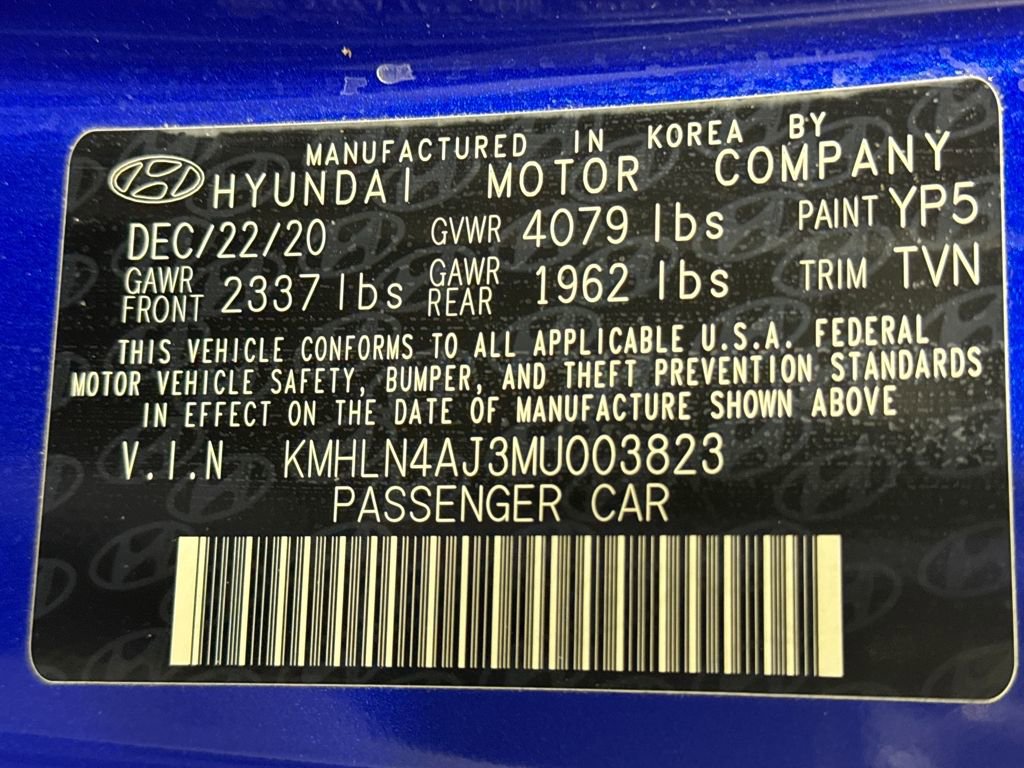 MANUFACTURED IN KOREA BY
HYUNDAI MOTOR COMPANY
DEC/22/20 GVWR 4079 lbs PAINT YP5
GAWR FRONT 2337 lbs GAWR REAR 1962 lbs TRIM TVN
THIS VEHICLE CONFORMS TO ALL APPLICABLE U.S.A. FEDERAL
MOTOR VEHICLE SAFETY, BUMPER, AND THEFT PREVENTION STANDARDS
IN EFFECT ON THE DATE OF MANUFACTURE SHOWN ABOVE
V.I.N KMHLN4AJ3MU003823
PASSENGER CAR